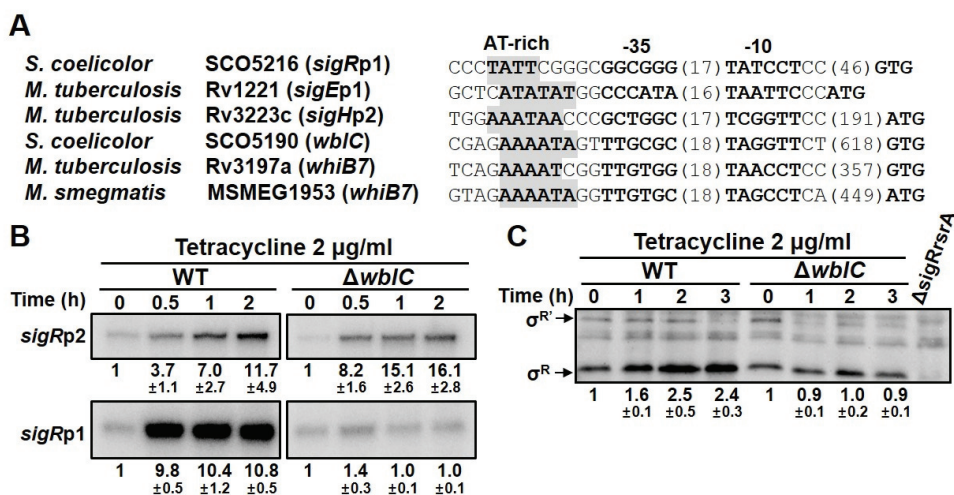 A
AT-rich -35 -10
S. coelicolor SCO5216 (sigRp1) CCCTATTCGGGCGGCGGG(17)TATCCTCC(46)GTG
M. tuberculosis Rv1221 (sigEp1) GCTCATATATGGCCCATA(16)TAATTCCCATG
M. tuberculosis Rv3223c (sigHp2) TGGAAATAACCCGCTGGC(18)TCGGTTCC(191)ATG
S. coelicolor SCO5190 (wblC) CGAGAAAATAGTTTGCGC(18)TAGGTTCT(618)GTG
M. tuberculosis Rv3197a (whiB7) TCAGAAAATCGGTTGTGG(18)TAACCTCC(357)GTG
M. smegmatis MSMEG1953 (whiB7) GTAGAAAATAGGTTGTGC(18)TAGCCTCA(449)ATG
B
Tetracycline 2 µg/ml
WT ΔwblC
Time (h) 0 0.5 1 2 0 0.5 1 2
sigRp2
1 3.7 7.0 11.7 1 8.2 15.1 16.1
±1.1 ±2.7 ±4.9 ±1.6 ±2.6 ±2.8
sigRp1
1 9.8 10.4 10.8 1 1.4 1.0 1.0
±0.5 ±1.2 ±0.5 ±0.3 ±0.1 ±0.1
C
Tetracycline 2 µg/ml
WT ΔwblC ΔsigRrsrA
Time (h) 0 1 2 3 0 1 2 3
σR'
σR
1 1.6 2.5 2.4 1 0.9 1.0 0.9
±0.1 ±0.5 ±0.3 ±0.1 ±0.2 ±0.1